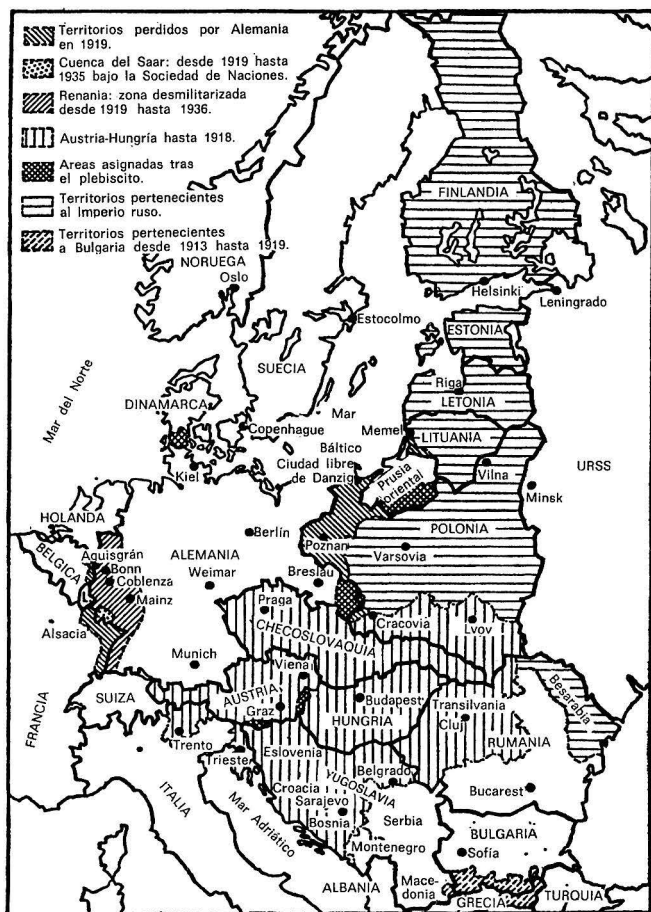 Territorios perdidos por Alemania
en 1919.
Cuenca del Saar: desde 1919 hasta
1935 bajo la Sociedad de Naciones.
Renania: zona desmilitarizada
desde 1919 hasta 1936.
Austria-Hungría hasta 1918.
Areas asignadas tras
el plebiscito.
Territorios pertenecientes
al Imperio ruso.
Territorios pertenecientes
a Bulgaria desde 1913 hasta 1919.
FINLANDIA
NORUEGA
Oslo
Helsinki
Leningrado
Estocolmo
ESTONIA
Mar del Norte
SUECIA
Riga
LETONIA
DINAMARCA
Mar
Báltico
Copenhague
Memel
LITUANIA
Kiel
Ciudad libre
de Danzig
Prusia
oriental
Vilna
URSS
Minsk
HOLANDA
Berlín
POLONIA
BELGICA
Aquisgrán
Bonn
Coblenza
Mainz
ALEMANIA
Weimar
Poznan
Varsovia
Breslau
Praga
CHECOSLOVAQUIA
Cracovia
Lvov
Alsacia
Munich
Viena
Besarabia
FRANCIA
SUIZA
AUSTRIA
Graz
Budapest
HUNGRIA
Transilvania
Cluj
RUMANIA
Trento
Trieste
Eslovenia
YUGOSLAVIA
Belgrado
ITALIA
Mar Adriático
Croacia
Sarajevo
Bosnia
Serbia
Bucarest
Montenegro
BULGARIA
Sofía
ALBANIA
Mace-
donia
GRECIA
TURQUIA